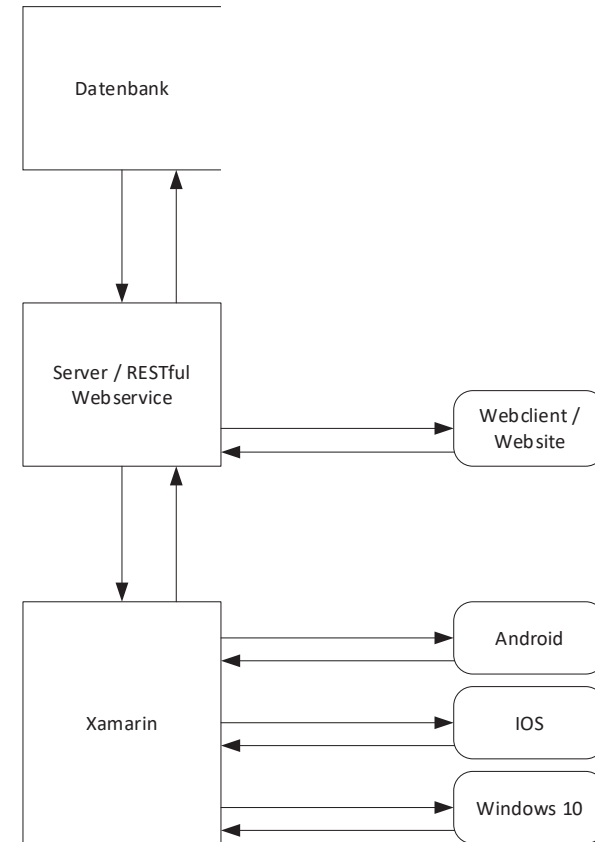 Datenbank
Server / RESTful
Webservice
Webclient /
Website
Xamarin
Android
IOS
Windows 10